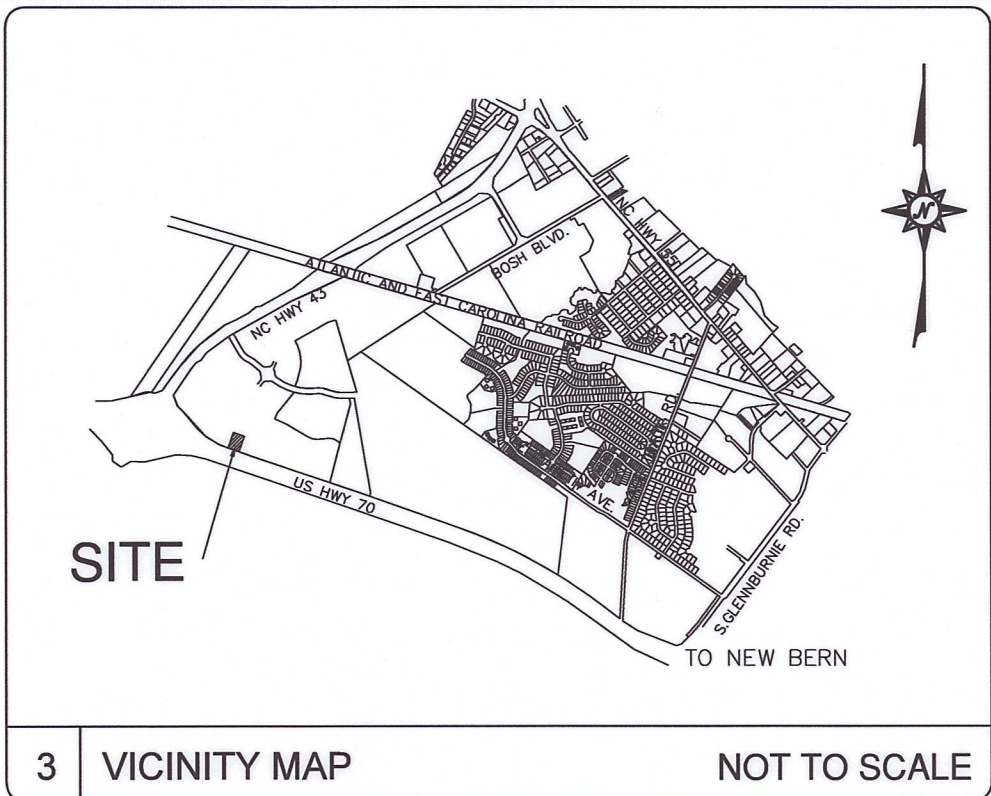 N
NC HWY 55
BOSH BLVD.
ATLANTIC AND EAST CAROLINA RAILROAD
NC HWY 43
RD.
US HWY 70
AVE.
SITE
S. GLENNBURNIE RD.
TO NEW BERN
3 VICINITY MAP NOT TO SCALE